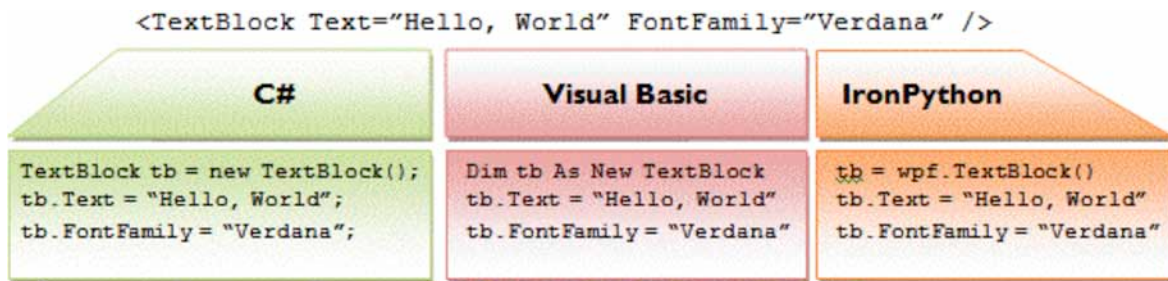 <TextBlock Text="Hello, World" FontFamily="Verdana" />
C#
TextBlock tb = new TextBlock();
tb.Text = “Hello, World”;
tb.FontFamily = “Verdana”;
Visual Basic
Dim tb As New TextBlock
tb.Text = “Hello, World”
tb.FontFamily = “Verdana”
IronPython
tb = wpf.TextBlock()
tb.Text = “Hello, World”
tb.FontFamily = “Verdana”